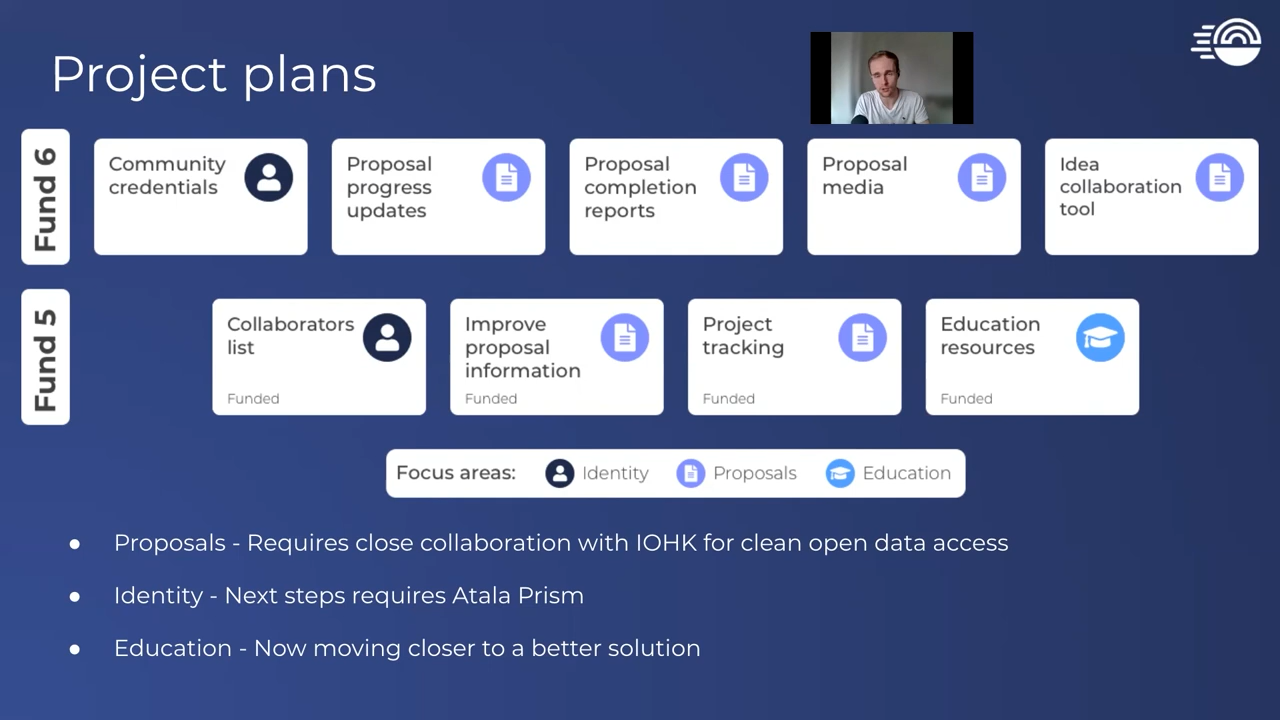 Project plans
Fund 6
Community
credentials
Proposal
progress
updates
Proposal
completion
reports
Proposal
media
Idea
collaboration
tool
Fund 5
Collaborators
list
Funded
Improve
proposal
information
Funded
Project
tracking
Funded
Education
resources
Funded
Focus areas: Identity Proposals Education
● Proposals - Requires close collaboration with IOHK for clean open data access
● Identity - Next steps requires Atala Prism
● Education - Now moving closer to a better solution